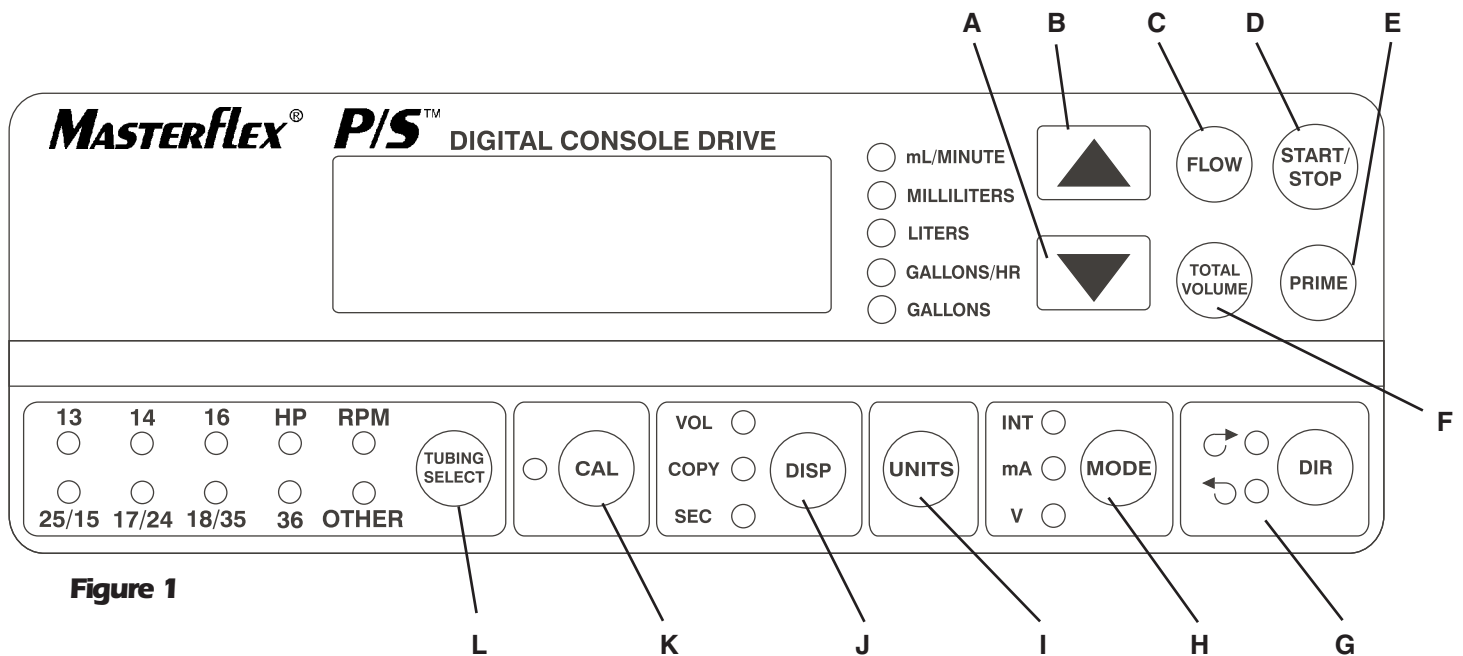 A B C D E
MASTERFLEX® P/S™ DIGITAL CONSOLE DRIVE
mL/MINUTE
MILLILITERS
LITERS
GALLONS/HR
GALLONS
FLOW
START/
STOP
TOTAL
VOLUME
PRIME
F
13 14 16 HP RPM
25/15 17/24 18/35 36 OTHER
TUBING
SELECT
CAL
VOL
COPY
SEC
DISP
UNITS
INT
mA
V
MODE
DIR
Figure 1
L K J I H G